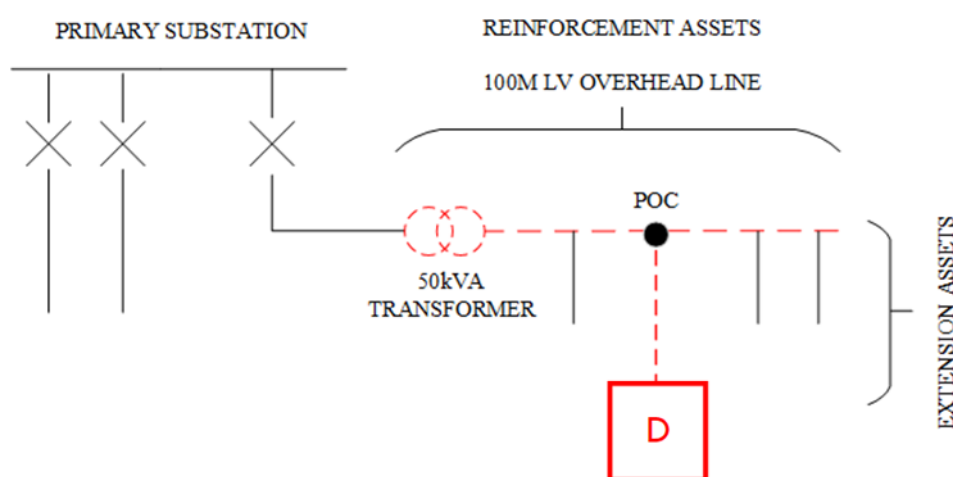 PRIMARY SUBSTATION
REINFORCEMENT ASSETS
100M LV OVERHEAD LINE
POC
50kVA
TRANSFORMER
EXTENSION ASSETS
D